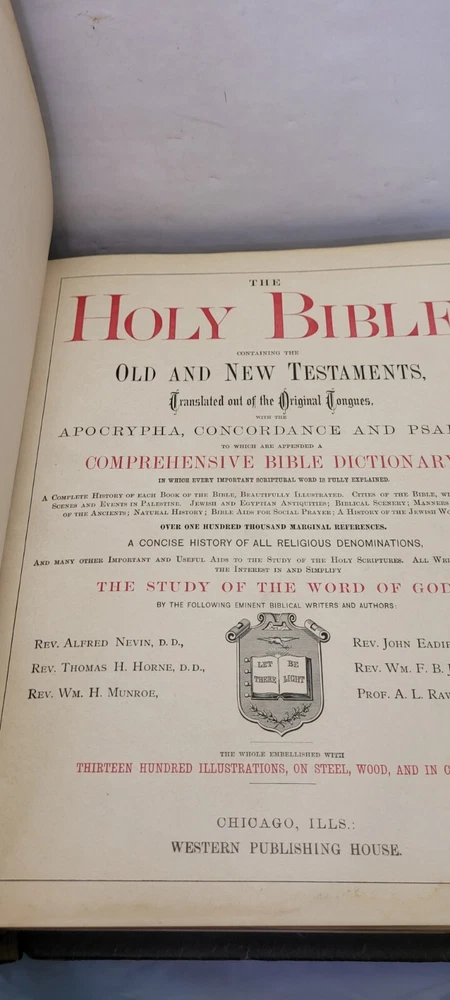 THE
HOLY BIBLE
CONTAINING THE
OLD AND NEW TESTAMENTS,
Translated out of the Original Tongues,
WITH THE
APOCRYPHA, CONCORDANCE AND PSAL
TO WHICH ARE APPENDED A
COMPREHENSIVE BIBLE DICTIONARY
IN WHICH EVERY IMPORTANT SCRIPTURAL WORD IS FULLY EXPLAINED.
A COMPLETE HISTORY OF EACH BOOK OF THE BIBLE, BEAUTIFULLY ILLUSTRATED. CITIES OF THE BIBLE, WI
SCENES AND EVENTS IN PALESTINE. JEWISH AND EGYPTIAN ANTIQUITIES; BIBLICAL SCENERY; MANNERS
OF THE ANCIENTS; NATURAL HISTORY; BIBLE AIDS FOR SOCIAL PRAYER; A HISTORY OF THE JEWISH WO
OVER ONE HUNDRED THOUSAND MARGINAL REFERENCES.
A CONCISE HISTORY OF ALL RELIGIOUS DENOMINATIONS,
AND MANY OTHER IMPORTANT AND USEFUL AIDS TO THE STUDY OF THE HOLY SCRIPTURES. ALL WRI
THE INTEREST IN AND SIMPLIFY
THE STUDY OF THE WORD OF GOD
BY THE FOLLOWING EMINENT BIBLICAL WRITERS AND AUTHORS:
REV. ALFRED NEVIN, D. D.,
REV. THOMAS H. HORNE, D. D.,
REV. WM. H. MUNROE,
LET THERE
BE LIGHT
REV. JOHN EADIE
REV. WM. F. B. J
PROF. A. L. RAW
THE WHOLE EMBELLISHED WITH
THIRTEEN HUNDRED ILLUSTRATIONS, ON STEEL, WOOD, AND IN C
CHICAGO, ILLS.:
WESTERN PUBLISHING HOUSE.